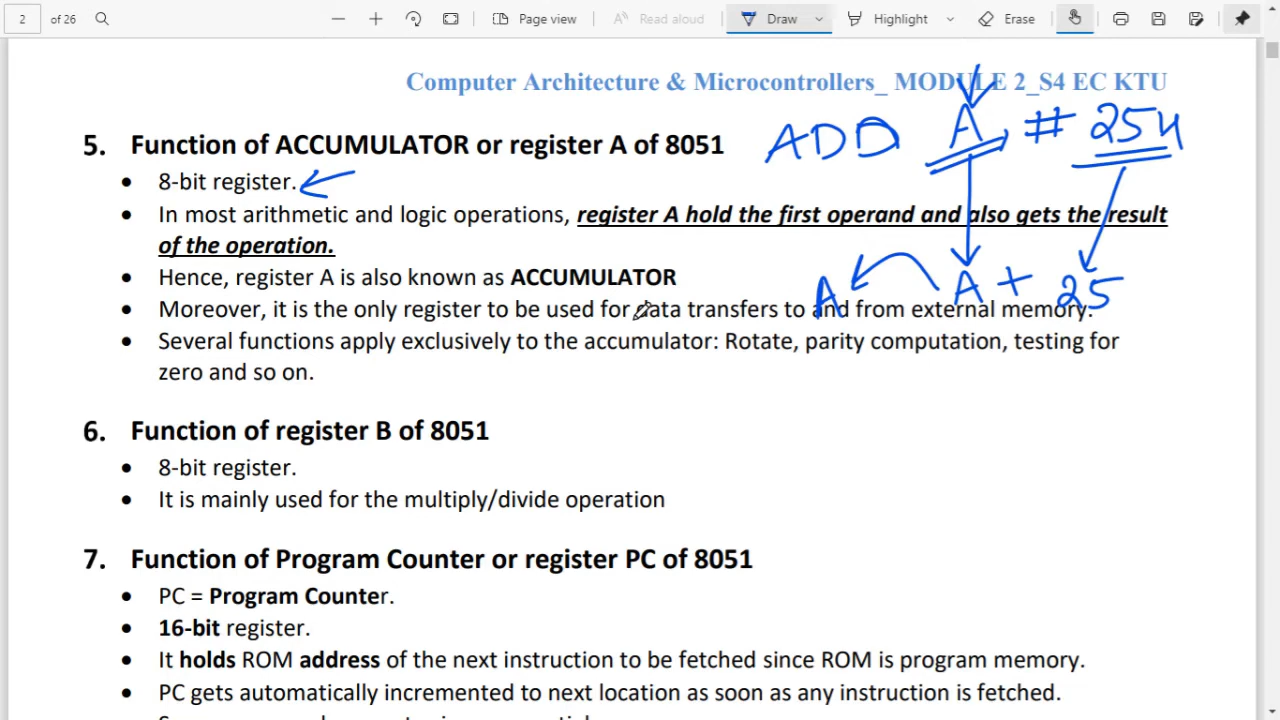 2 of 26 Page view Read aloud Draw Highlight Erase
Computer Architecture & Microcontrollers_ MODULE 2_S4 EC KTU
5. Function of ACCUMULATOR or register A of 8051
ADD A, # 25H
• 8-bit register.
• In most arithmetic and logic operations, register A hold the first operand and also gets the result
of the operation.
• Hence, register A is also known as ACCUMULATOR
A A + 25
• Moreover, it is the only register to be used for data transfers to and from external memory.
• Several functions apply exclusively to the accumulator: Rotate, parity computation, testing for
zero and so on.
6. Function of register B of 8051
• 8-bit register.
• It is mainly used for the multiply/divide operation
7. Function of Program Counter or register PC of 8051
• PC = Program Counter.
• 16-bit register.
• It holds ROM address of the next instruction to be fetched since ROM is program memory.
• PC gets automatically incremented to next location as soon as any instruction is fetched.